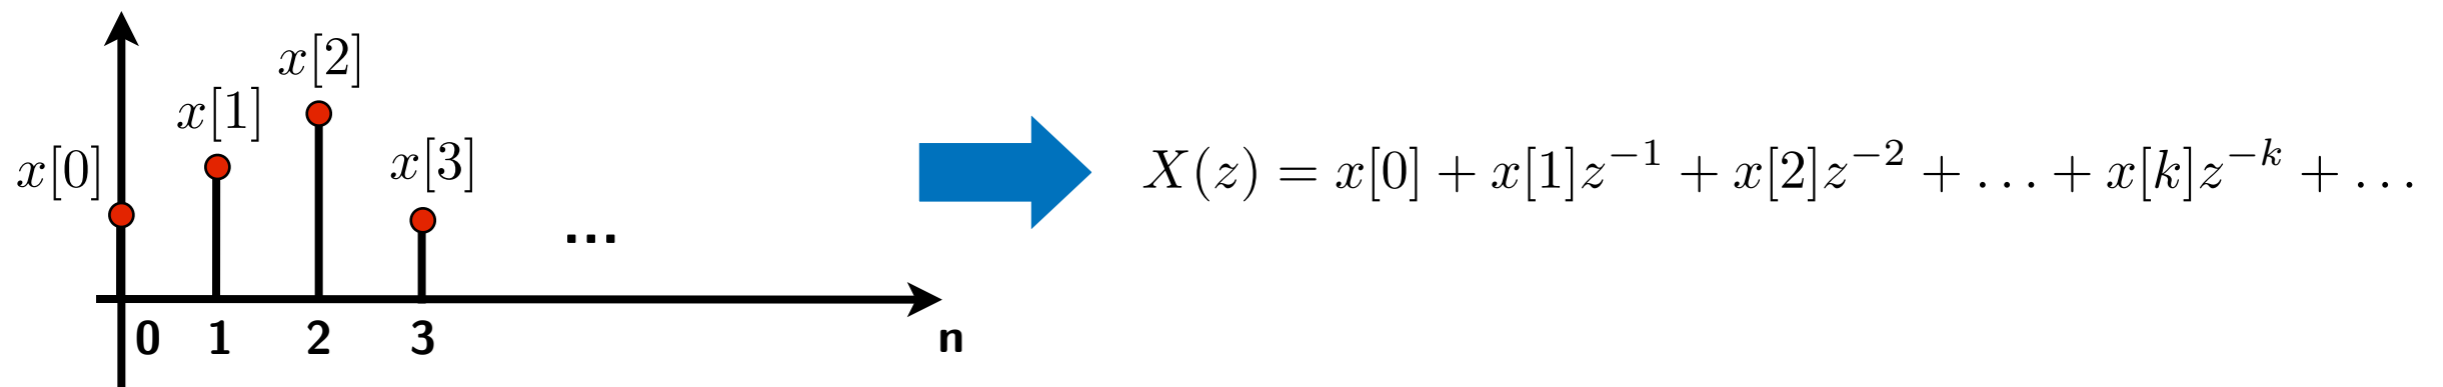 x[2]
x[1]
x[3]
x[0]
...
X(z) = x[0] + x[1]z^{-1} + x[2]z^{-2} + ... + x[k]z^{-k} + ...
0 1 2 3 n